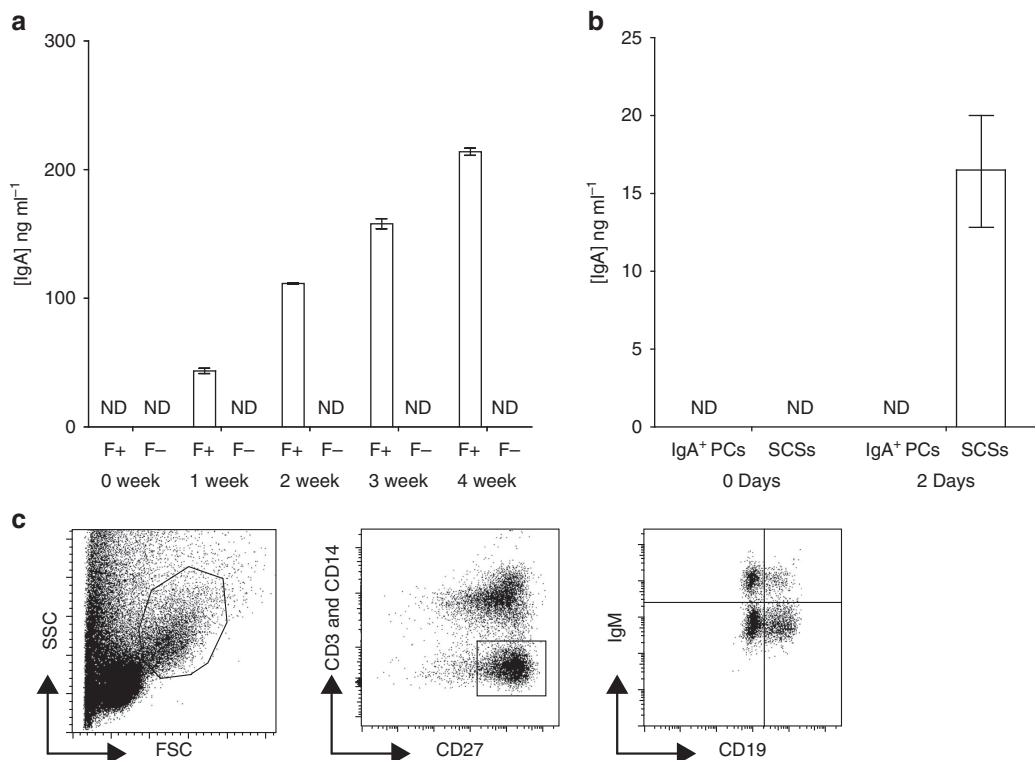 a
300
200
100
0
[IgA] ng ml⁻¹
ND ND ND ND ND ND
F+ F– F+ F– F+ F– F+ F– F+ F–
0 week 1 week 2 week 3 week 4 week
b
25
20
15
10
5
0
[IgA] ng ml⁻¹
ND ND ND
IgA⁺ PCs SCSs IgA⁺ PCs SCSs
0 Days 2 Days
c
SSC
FSC
CD3 and CD14
CD27
IgM
CD19